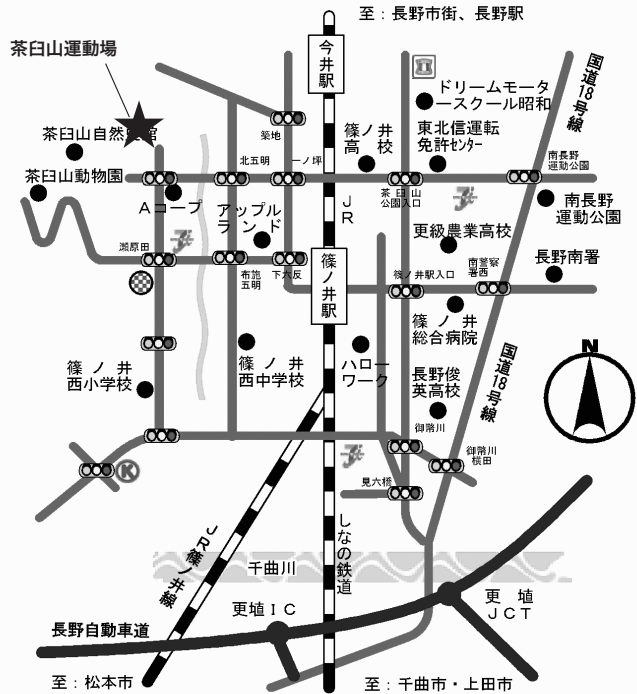 至：長野市街、長野駅
茶臼山運動場
今井駅
国道18号線
ドリームモータ
ースクール昭和
築地
篠ノ井
高　校
東北信運転
免許ｾﾝﾀｰ
茶臼山自然
館
北五明
一ノ坪
南長野
運動公園
茶臼山動物園
Ａコープ
アップル
ランド
ＪＲ
茶臼山
公園入口
南長野
運動公園
瀬原田
更級農業高校
布施
五明
下六反
篠ノ井駅
篠ノ井駅入口
南警察
署西
長野南署
篠ノ井
総合病院
篠ノ井
西小学校
篠ノ井
西中学校
ハロー
ワーク
長野俊
英高校
国道18号線
N
御幣川
御幣川
横田
K
見六橋
ＪＲ篠ノ井線
しなの鉄道
千曲川
更埴ＩＣ
更　埴
ＪＣＴ
長野自動車道
至：松本市
至：千曲市・上田市